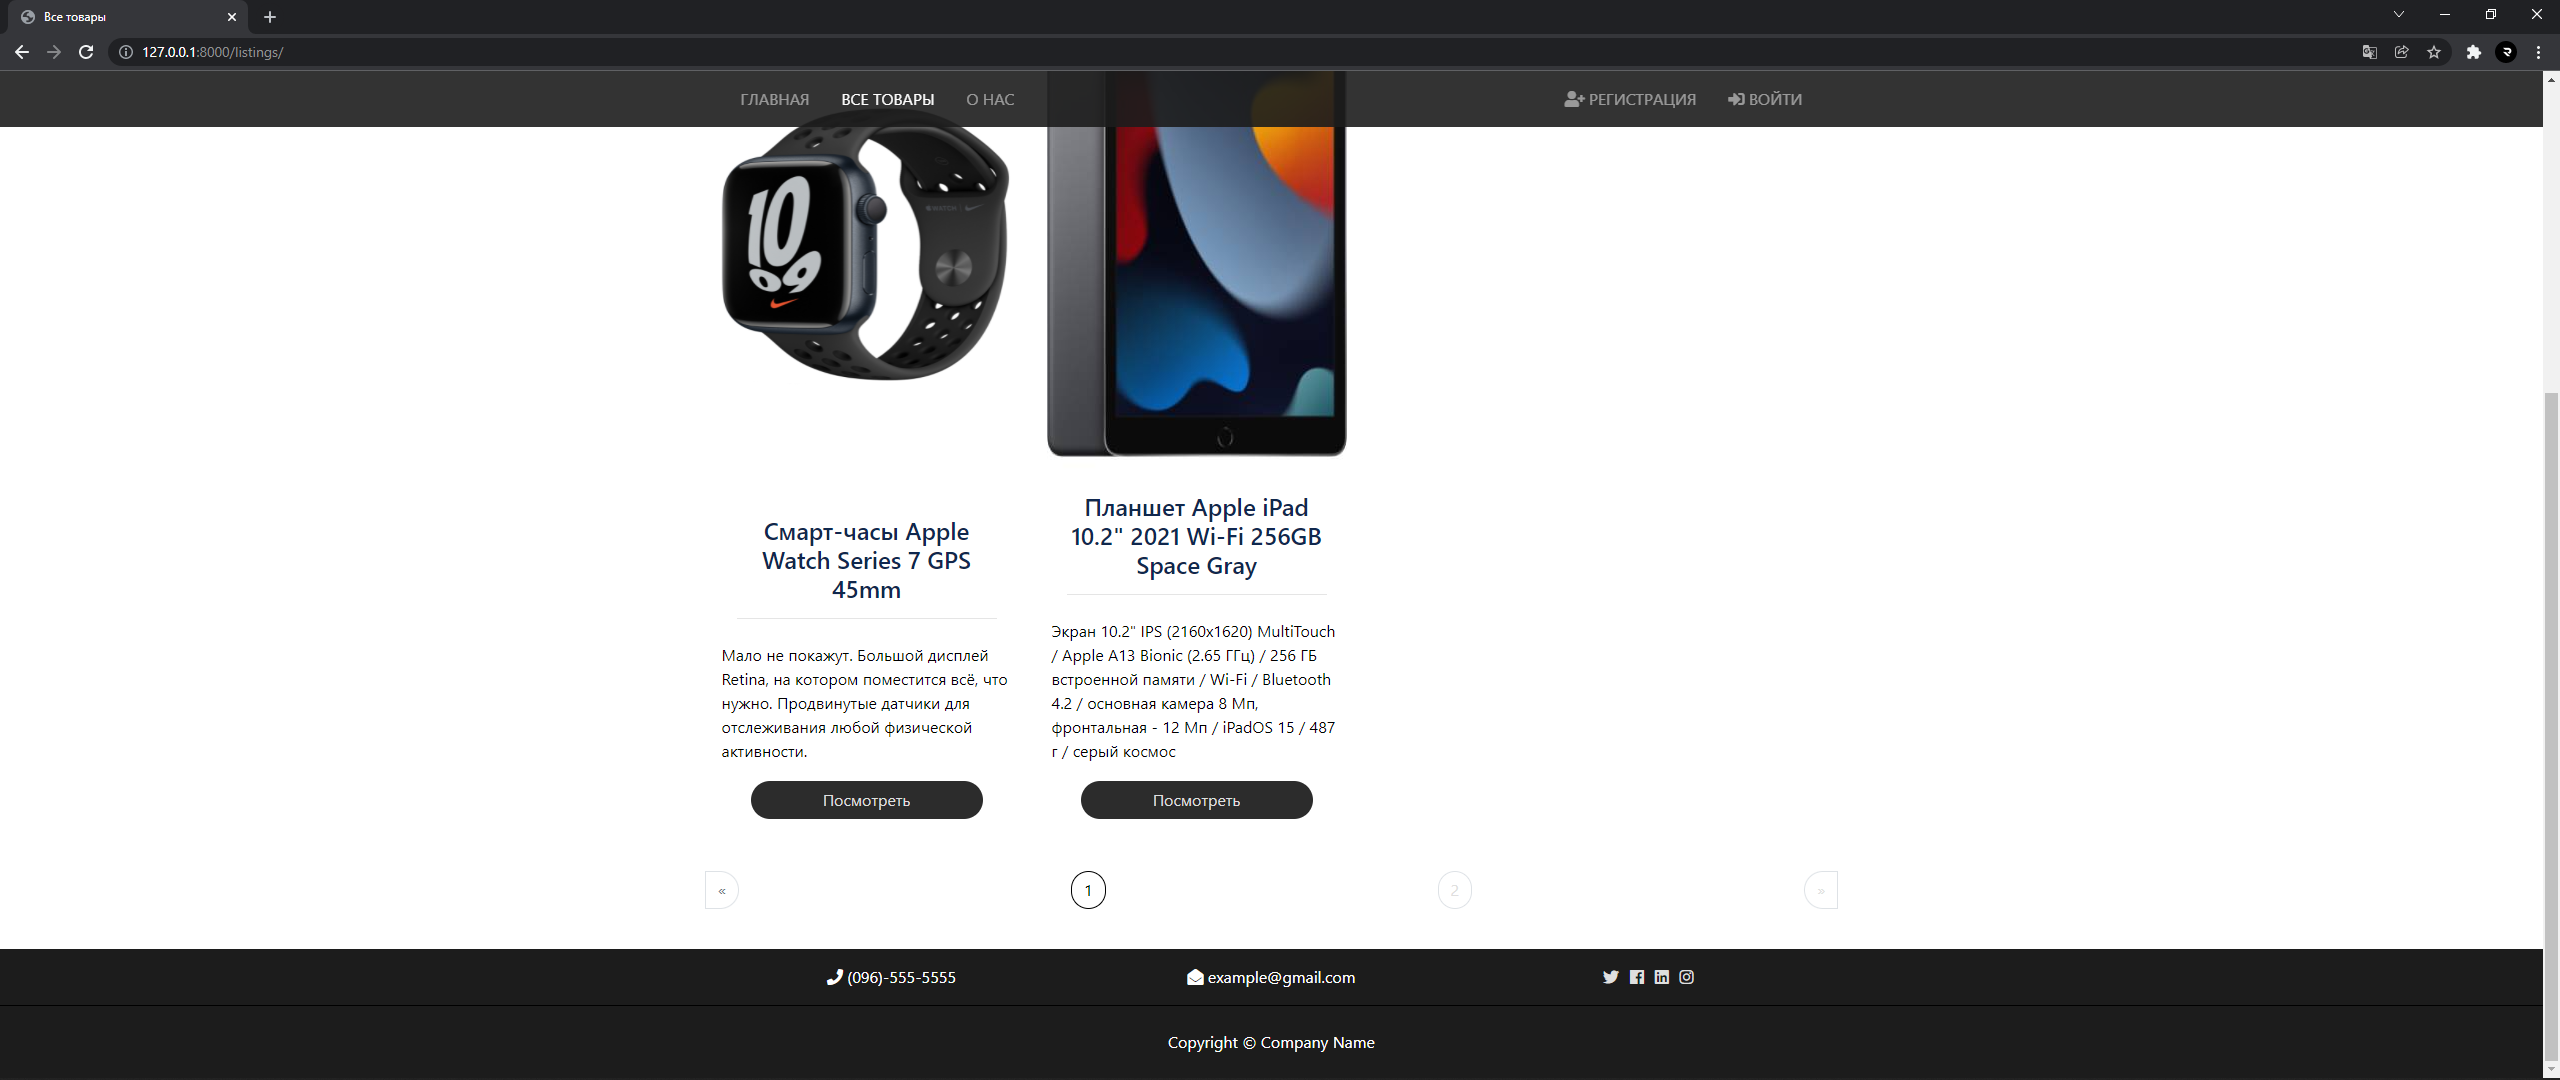 Все товары
127.0.0.1:8000/listings/
ГЛАВНАЯ ВСЕ ТОВАРЫ О НАС РЕГИСТРАЦИЯ ВОЙТИ
WATCH
10
09
Смарт-часы Apple
Watch Series 7 GPS
45mm
Мало не покажут. Большой дисплей
Retina, на котором поместится всё, что
нужно. Продвинутые датчики для
отслеживания любой физической
активности.
Посмотреть
Планшет Apple iPad
10.2" 2021 Wi-Fi 256GB
Space Gray
Экран 10.2" IPS (2160x1620) MultiTouch
/ Apple A13 Bionic (2.65 ГГц) / 256 ГБ
встроенной памяти / Wi-Fi / Bluetooth
4.2 / основная камера 8 Мп,
фронтальная - 12 Мп / iPadOS 15 / 487
г / серый космос
Посмотреть
« 1 2 »
(096)-555-5555 example@gmail.com
Copyright © Company Name